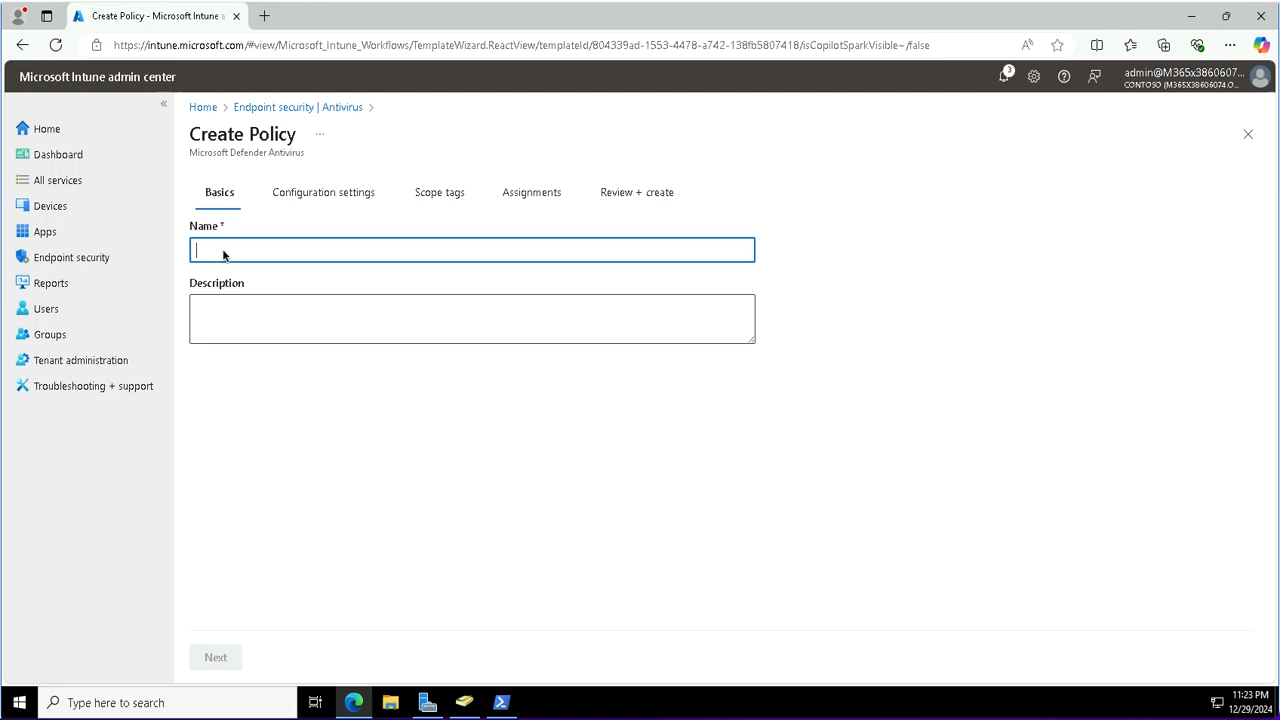 Create Policy - Microsoft Intune a
https://intune.microsoft.com/#view/Microsoft_Intune_Workflows/TemplateWizard.ReactView/templateId/804339ad-1553-4478-a742-138fb5807418/isCopilotSparkVisible~/false
Microsoft Intune admin center
3
admin@M365x3860607...
CONTOSO (M365X38606074.O...
Home > Endpoint security | Antivirus >
Create Policy ...
Microsoft Defender Antivirus
Home
Dashboard
All services
Devices
Apps
Endpoint security
Reports
Users
Groups
Tenant administration
Troubleshooting + support
Basics Configuration settings Scope tags Assignments Review + create
Name *
Description
Next
Type here to search
11:23 PM
12/29/2024